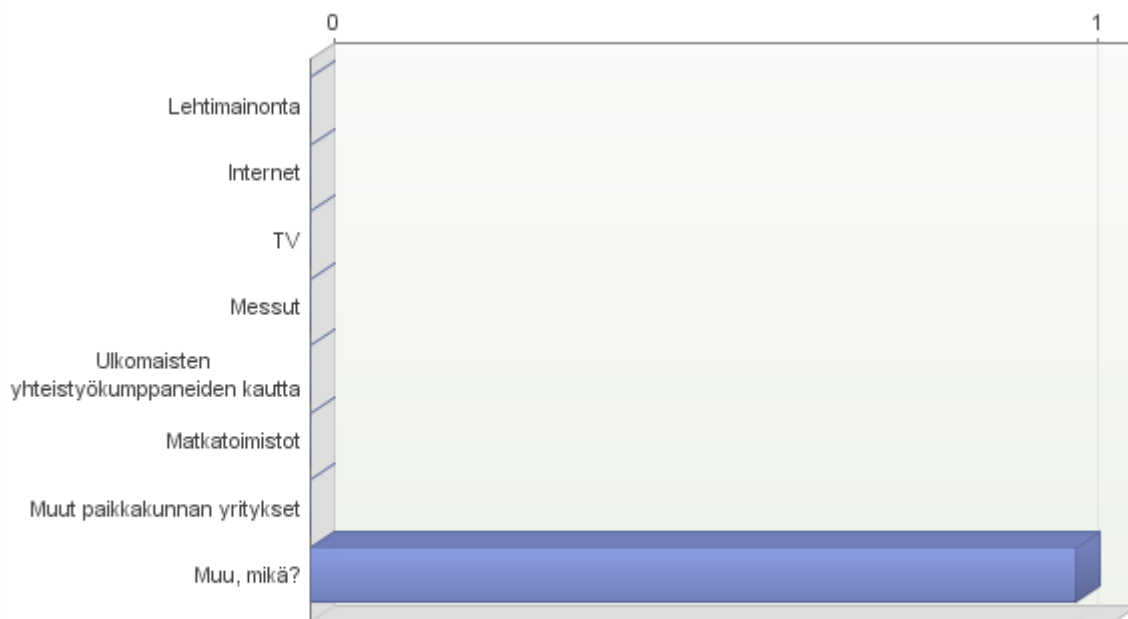 0 1
Lehtimainonta
Internet
TV
Messut
Ulkomaisten
yhteistyökumppaneiden kautta
Matkatoimistot
Muut paikkakunnan yritykset
Muu, mikä?